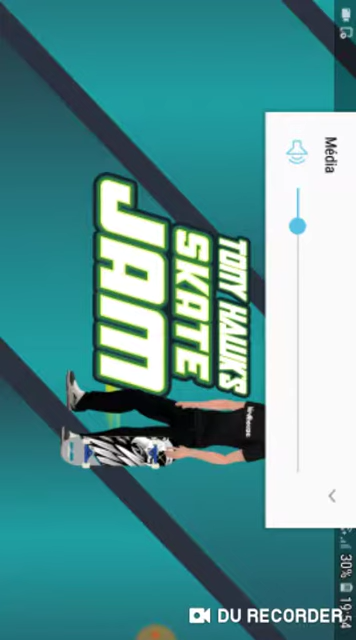 Média
TONY HAWK'S
SKATE
JAM
30% 19:54
DU RECORDER